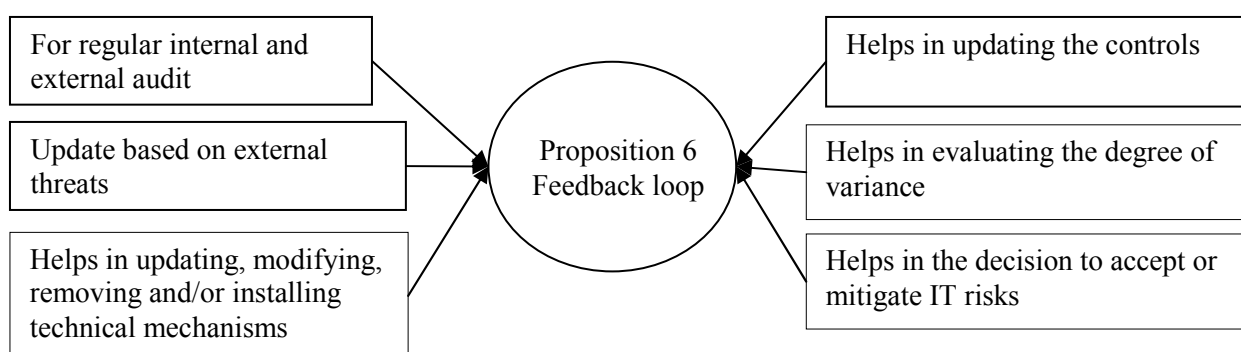 For regular internal and
external audit
Update based on external
threats
Helps in updating, modifying,
removing and/or installing
technical mechanisms
Proposition 6
Feedback loop
Helps in updating the controls
Helps in evaluating the degree of
variance
Helps in the decision to accept or
mitigate IT risks